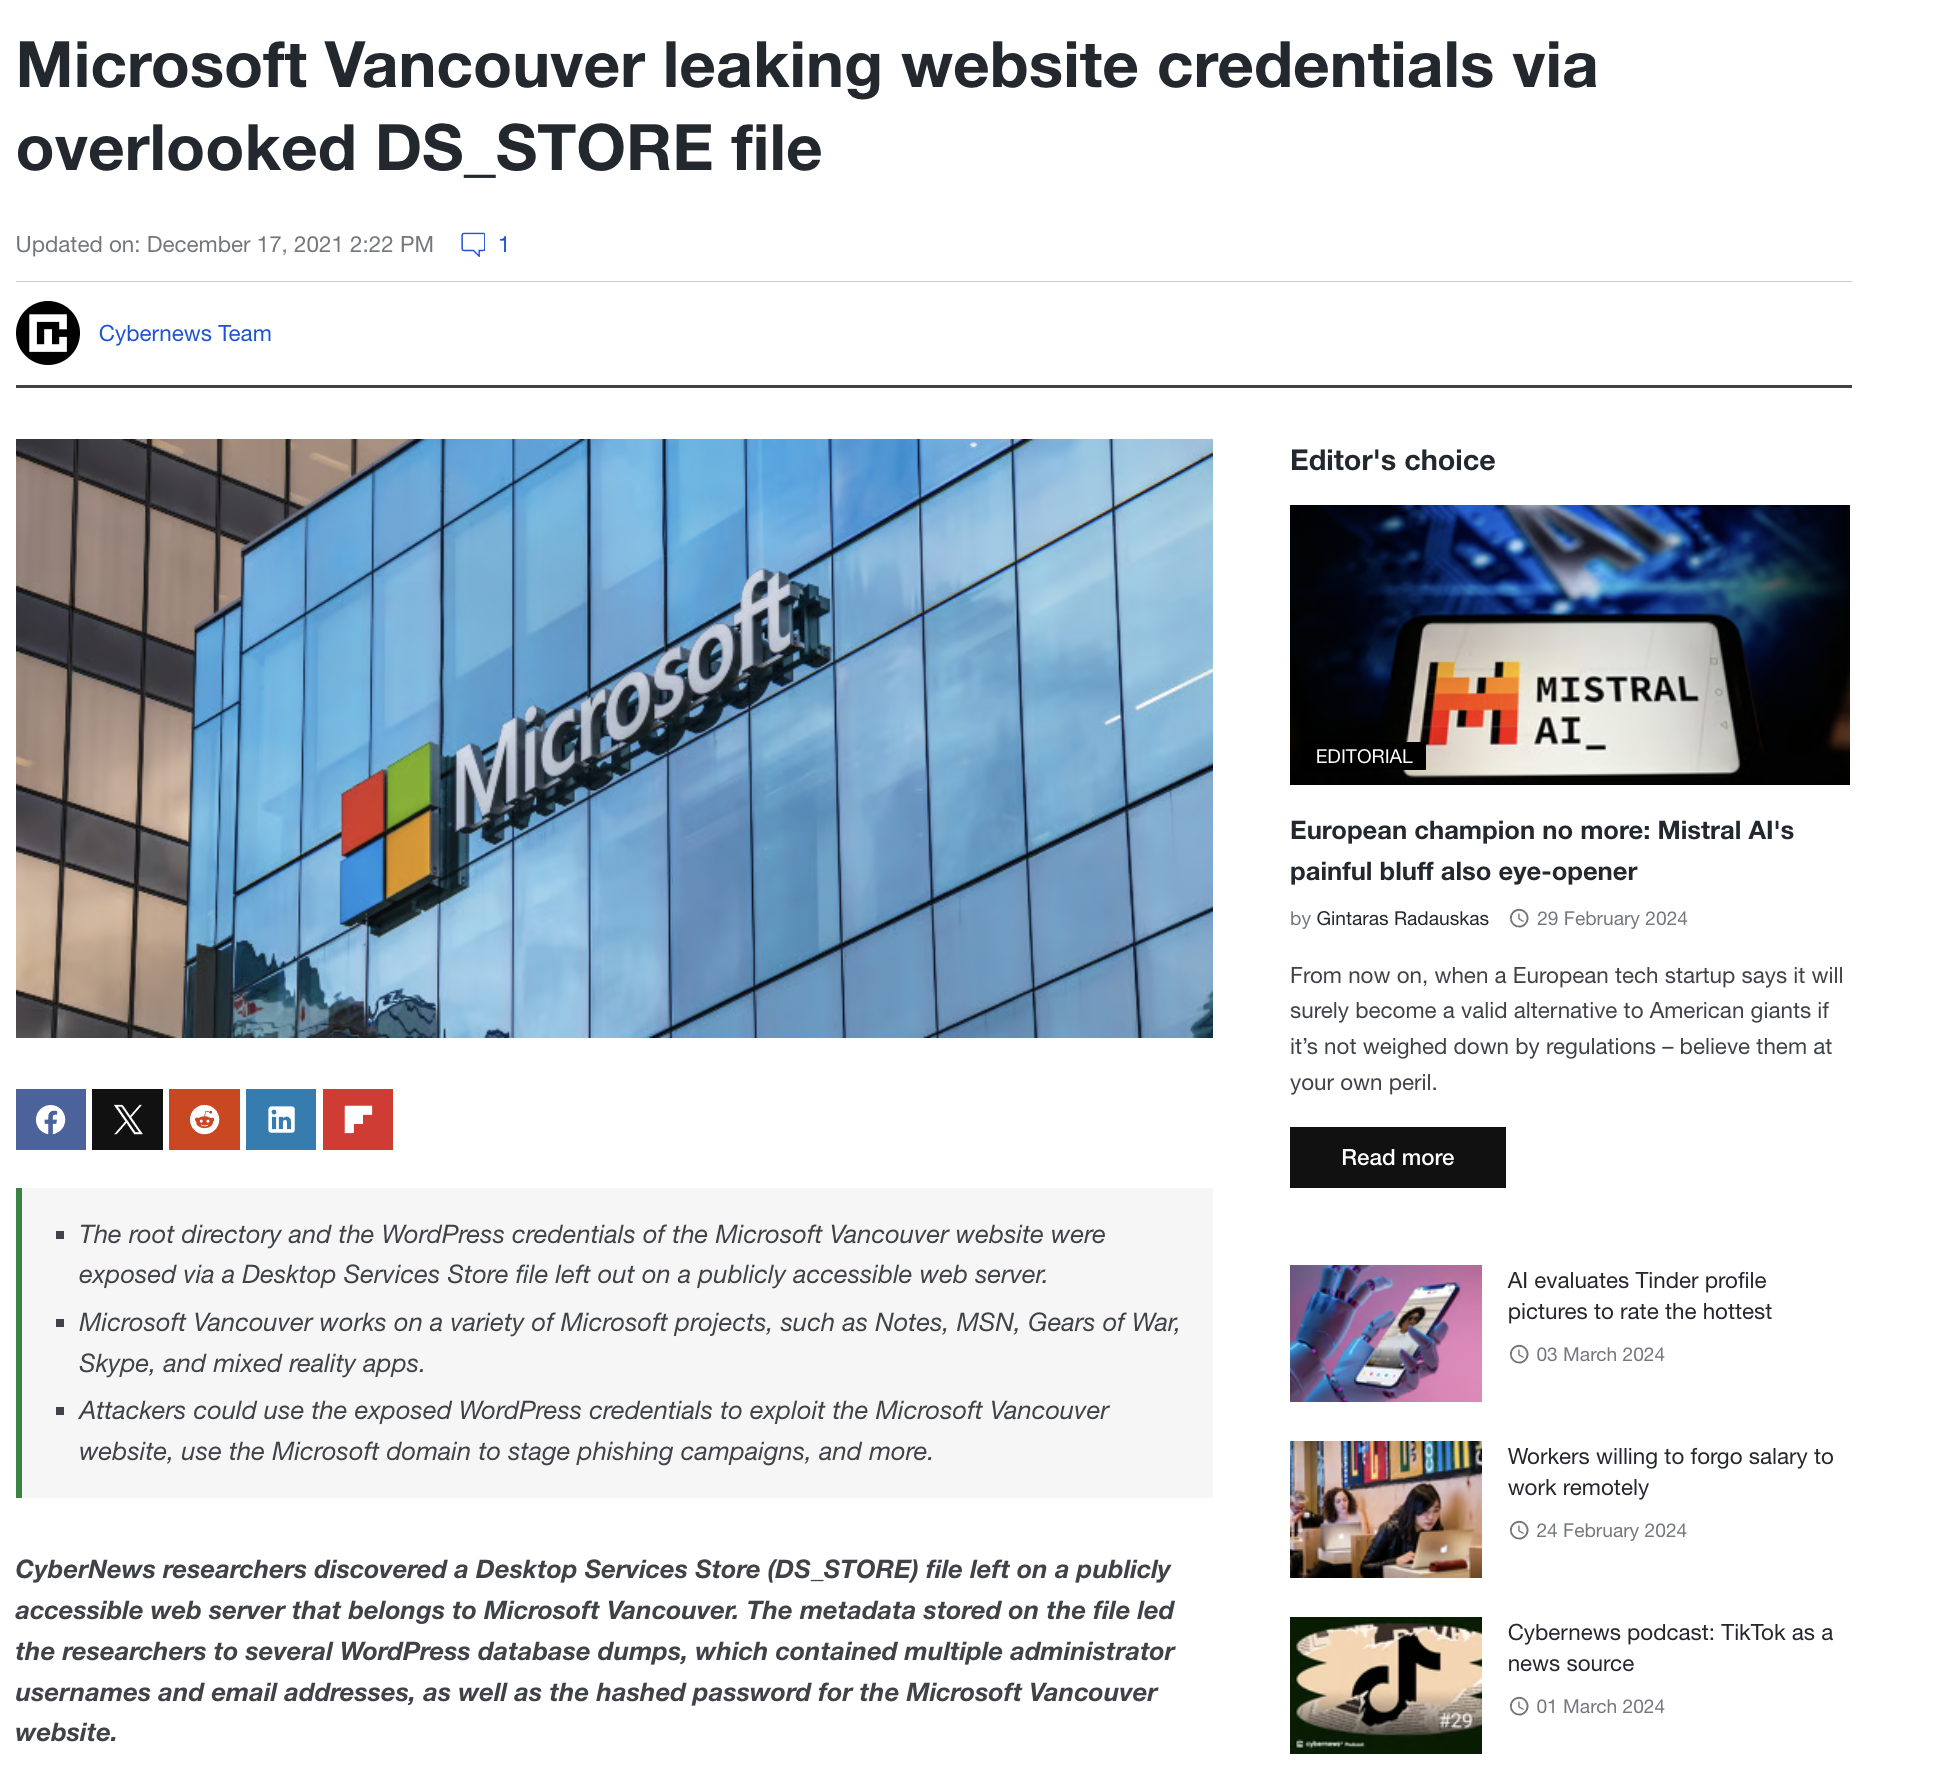 Microsoft Vancouver leaking website credentials via
overlooked DS_STORE file
Updated on: December 17, 2021 2:22 PM
1
Cybernews Team
Microsoft
The root directory and the WordPress credentials of the Microsoft Vancouver website were
exposed via a Desktop Services Store file left out on a publicly accessible web server.
Microsoft Vancouver works on a variety of Microsoft projects, such as Notes, MSN, Gears of War,
Skype, and mixed reality apps.
Attackers could use the exposed WordPress credentials to exploit the Microsoft Vancouver
website, use the Microsoft domain to stage phishing campaigns, and more.
CyberNews researchers discovered a Desktop Services Store (DS_STORE) file left on a publicly
accessible web server that belongs to Microsoft Vancouver. The metadata stored on the file led
the researchers to several WordPress database dumps, which contained multiple administrator
usernames and email addresses, as well as the hashed password for the Microsoft Vancouver
website.
Editor's choice
AI
MISTRAL
AI_
EDITORIAL
European champion no more: Mistral AI's
painful bluff also eye-opener
by Gintaras Radauskas 29 February 2024
From now on, when a European tech startup says it will
surely become a valid alternative to American giants if
it’s not weighed down by regulations – believe them at
your own peril.
Read more
AI evaluates Tinder profile
pictures to rate the hottest
03 March 2024
Workers willing to forgo salary to
work remotely
24 February 2024
#29
cybernews® Podcast
Cybernews podcast: TikTok as a
news source
01 March 2024